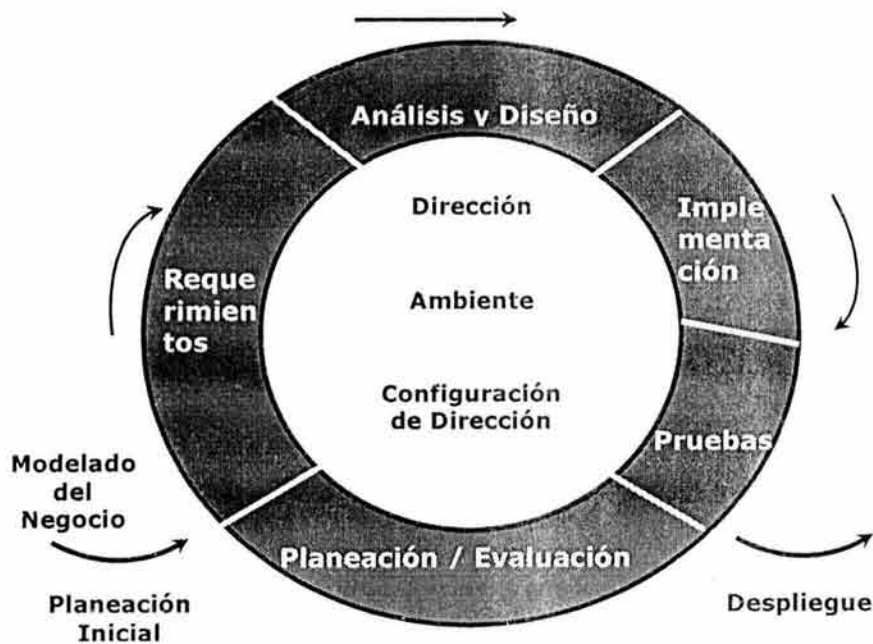 Análisis y Diseño
Dirección
Imple
menta
ción
Reque
rimien
tos
Ambiente
Configuración
de Dirección
Pruebas
Modelado
del
Negocio
Planeación / Evaluación
Planeación
Inicial
Despliegue